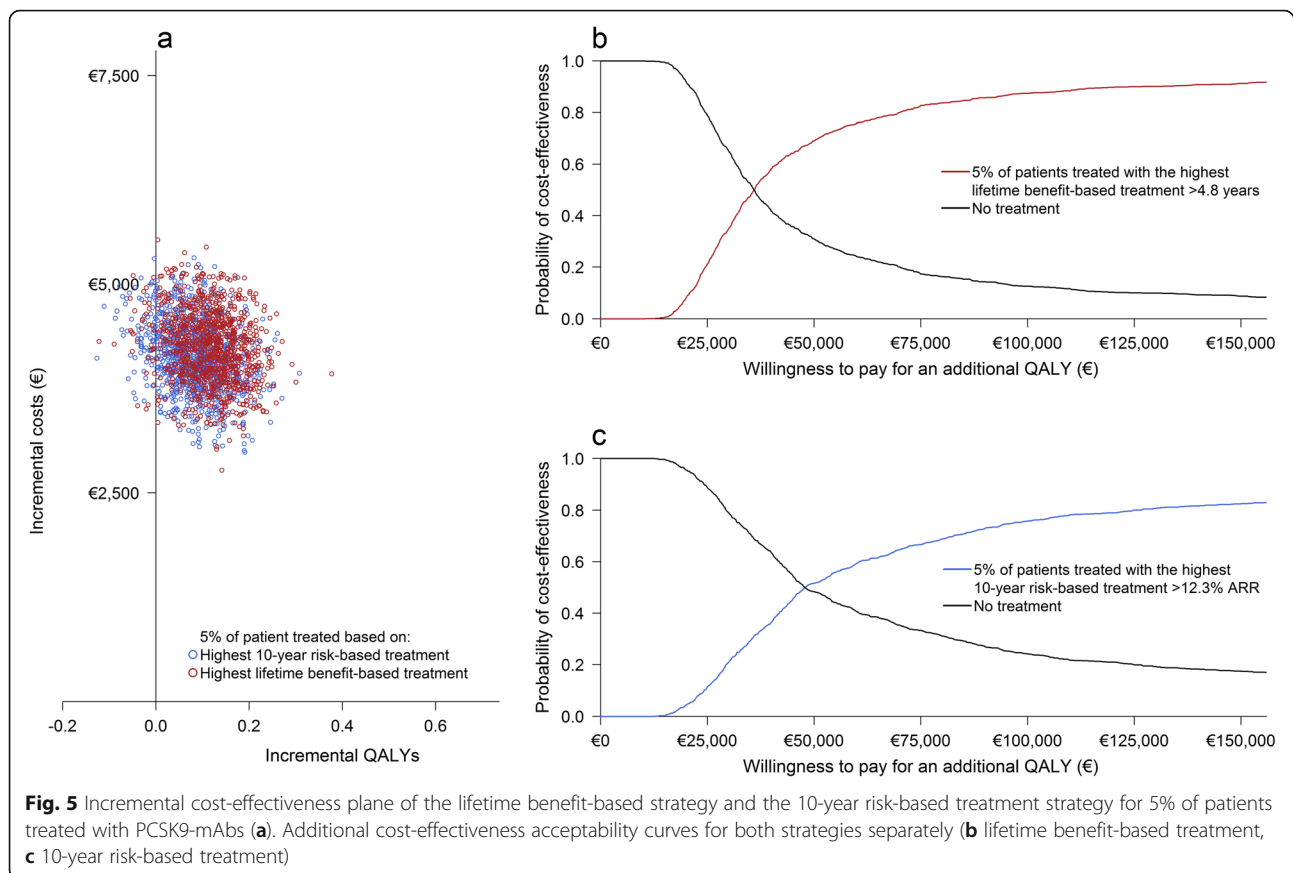 a
€7,500
€5,000
€2,500
Incremental costs (€)
5% of patient treated based on:
Highest 10-year risk-based treatment
Highest lifetime benefit-based treatment
-0.2
0.0
0.2
0.4
0.6
Incremental QALYs
b
1.0
0.8
0.6
0.4
0.2
0.0
Probability of cost-effectiveness
5% of patients treated with the highest
lifetime benefit-based treatment >4.8 years
No treatment
€0
€25,000
€50,000
€75,000
€100,000
€125,000
€150,000
Willingness to pay for an additional QALY (€)
c
1.0
0.8
0.6
0.4
0.2
0.0
Probability of cost-effectiveness
5% of patients treated with the highest
10-year risk-based treatment >12.3% ARR
No treatment
€0
€25,000
€50,000
€75,000
€100,000
€125,000
€150,000
Willingness to pay for an additional QALY (€)
Fig. 5 Incremental cost-effectiveness plane of the lifetime benefit-based strategy and the 10-year risk-based treatment strategy for 5% of patients
treated with PCSK9-mAbs (a). Additional cost-effectiveness acceptability curves for both strategies separately (b lifetime benefit-based treatment,
c 10-year risk-based treatment)